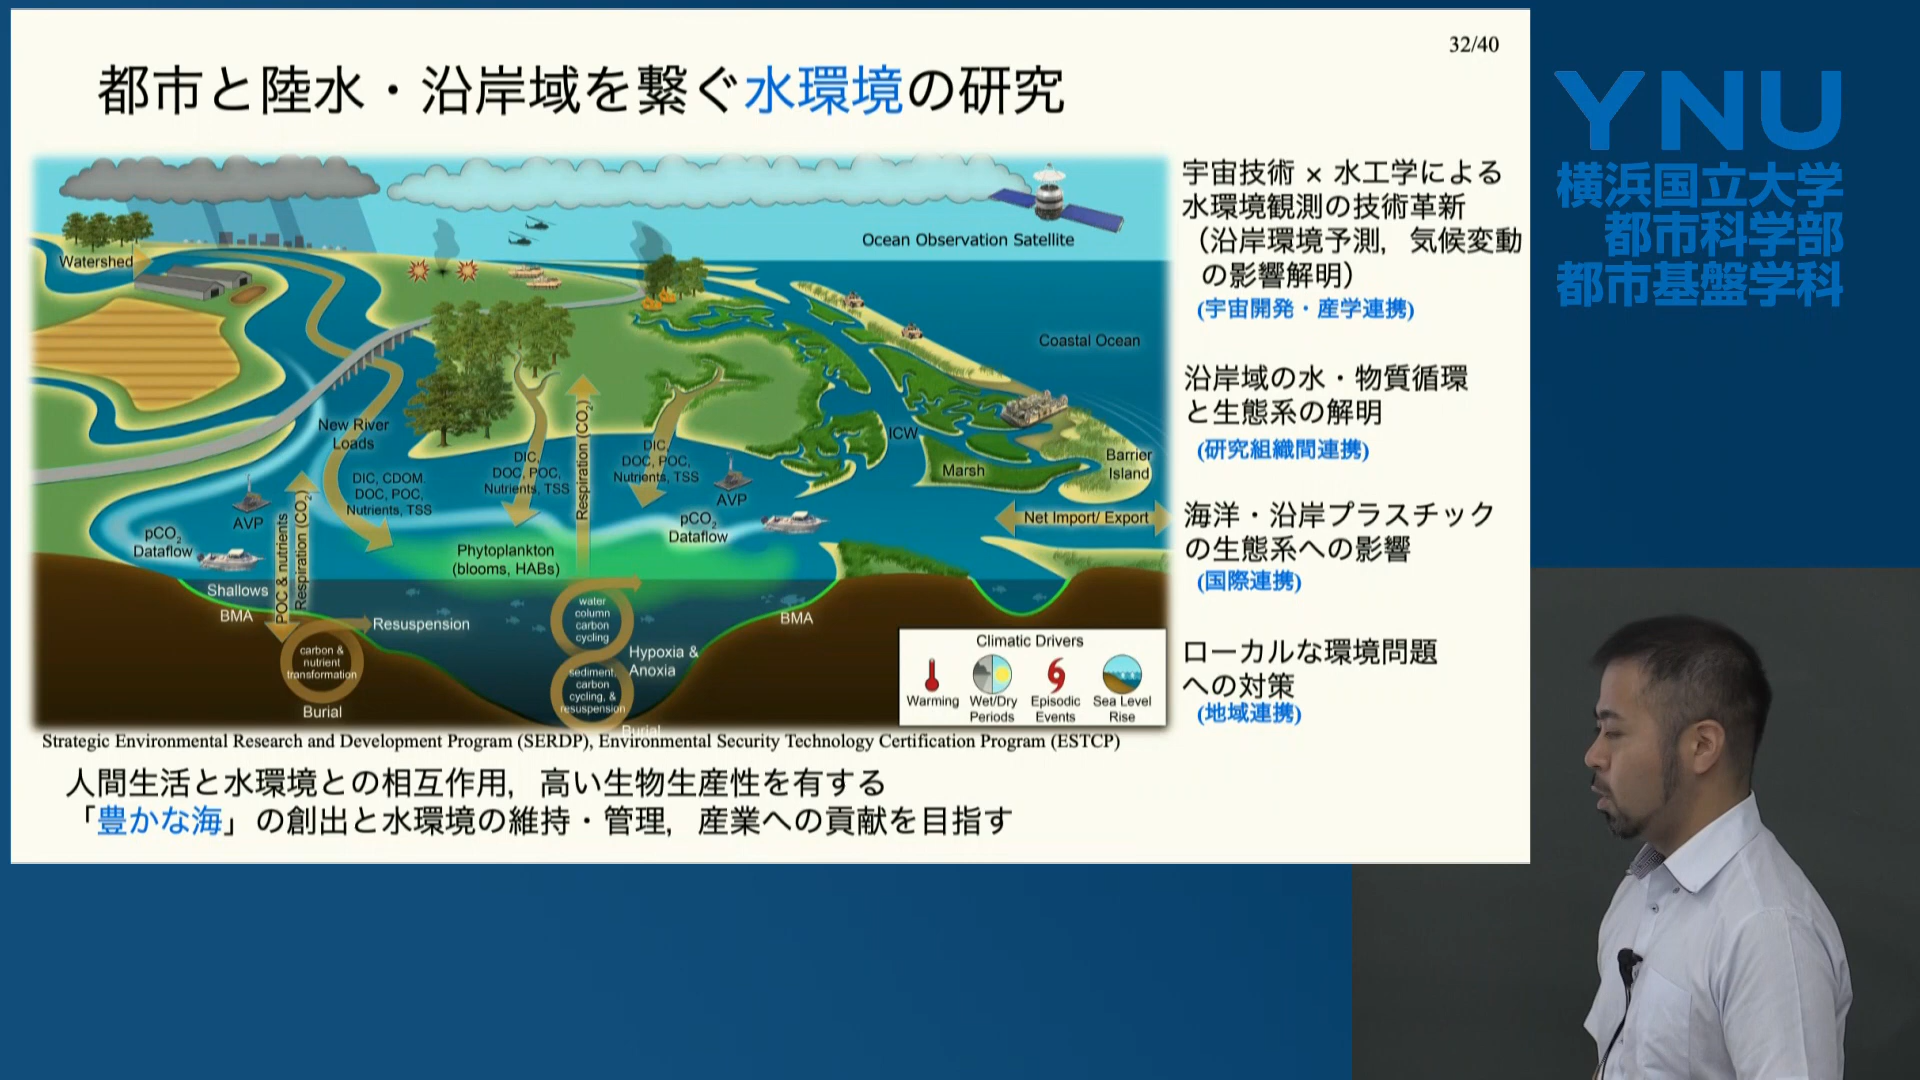 32/40
都市と陸水・沿岸域を繋ぐ水環境の研究
YNU
横浜国立大学
都市科学部
都市基盤学科
Ocean Observation Satellite
Watershed
Coastal Ocean
New River
Loads
ICW
Marsh
Barrier
Island
DIC, CDOM.
DOC, POC,
Nutrients, TSS
DIC,
DOC, POC,
Nutrients, TSS
Respiration (CO₂)
DIC,
DOC, POC,
Nutrients, TSS
AVP
AVP
pCO₂
Dataflow
pCO₂
Dataflow
Net Import/ Export
POC & nutrients
Respiration (CO₂)
Phytoplankton
(blooms, HABs)
Shallows
BMA
Resuspension
BMA
water
column
carbon
cycling
Hypoxia &
Anoxia
carbon &
nutrient
transformation
sediment,
carbon
cycling, &
resuspension
Burial
Burial
Climatic Drivers
Warming
Wet/Dry
Periods
Episodic
Events
Sea Level
Rise
Strategic Environmental Research and Development Program (SERDP), Environmental Security Technology Certification Program (ESTCP)
宇宙技術 × 水工学による
水環境観測の技術革新
（沿岸環境予測，気候変動
の影響解明）
(宇宙開発・産学連携)
沿岸域の水・物質循環
と生態系の解明
(研究組織間連携)
海洋・沿岸プラスチック
の生態系への影響
(国際連携)
ローカルな環境問題
への対策
(地域連携)
人間生活と水環境との相互作用，高い生物生産性を有する
「豊かな海」の創出と水環境の維持・管理，産業への貢献を目指す